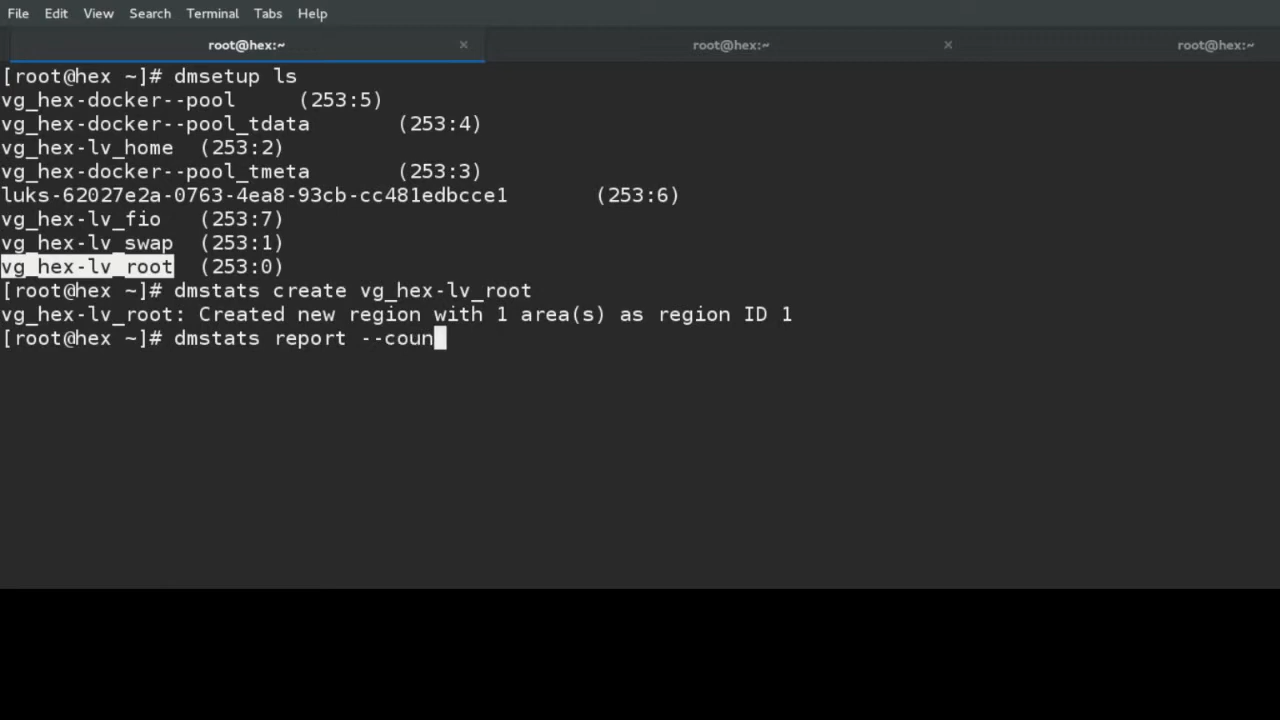 File Edit View Search Terminal Tabs Help
root@hex:~ × root@hex:~ × root@hex:~
[root@hex ~]# dmsetup ls
vg_hex-docker--pool (253:5)
vg_hex-docker--pool_tdata (253:4)
vg_hex-lv_home (253:2)
vg_hex-docker--pool_tmeta (253:3)
luks-62027e2a-0763-4ea8-93cb-cc481edbcce1 (253:6)
vg_hex-lv_fio (253:7)
vg_hex-lv_swap (253:1)
vg_hex-lv_root (253:0)
[root@hex ~]# dmstats create vg_hex-lv_root
vg_hex-lv_root: Created new region with 1 area(s) as region ID 1
[root@hex ~]# dmstats report --coun